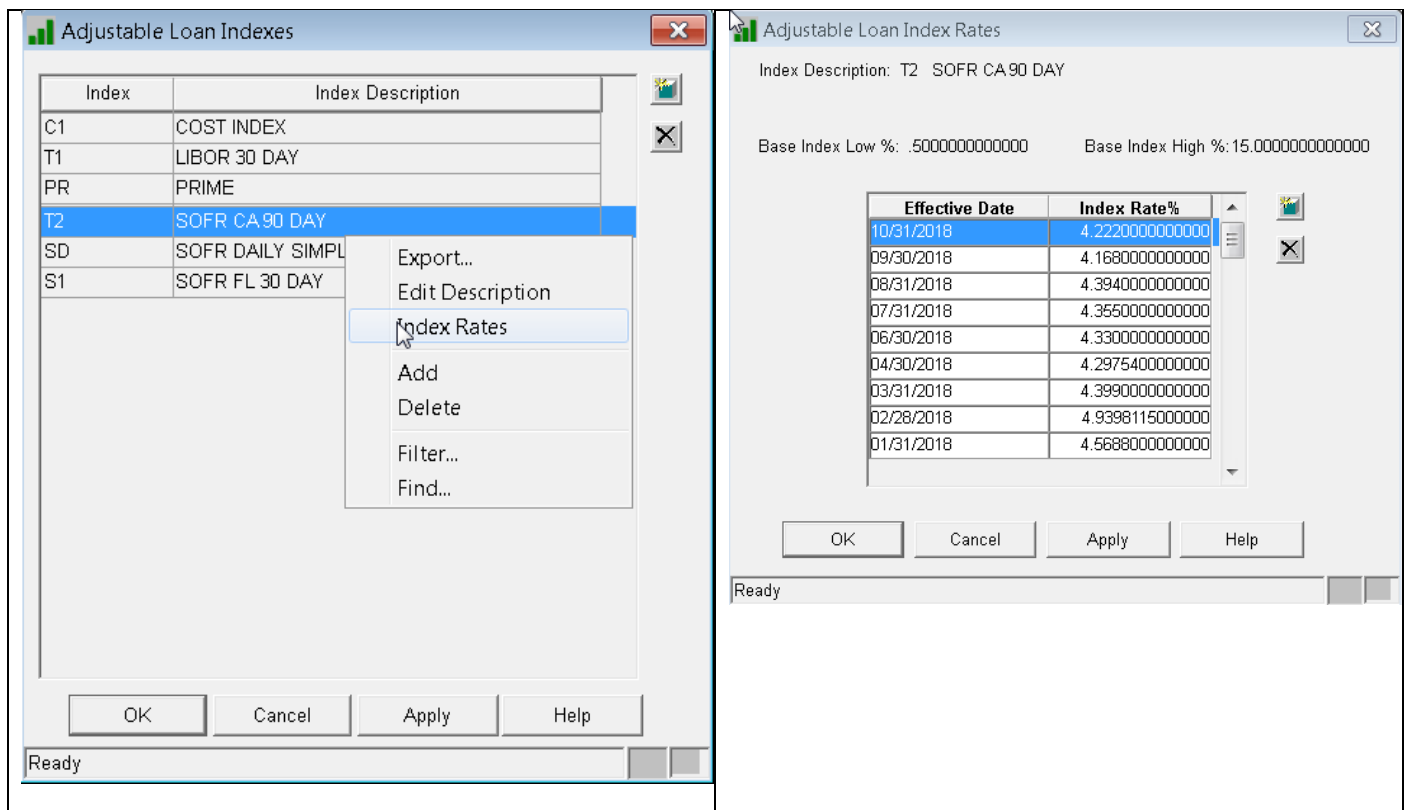 Adjustable Loan Indexes
Index Index Description
C1 COST INDEX
T1 LIBOR 30 DAY
PR PRIME
T2 SOFR CA 90 DAY
SD SOFR DAILY SIMPL
S1 SOFR FL 30 DAY
Export...
Edit Description
Index Rates
Add
Delete
Filter...
Find...
OK Cancel Apply Help
Ready
Adjustable Loan Index Rates
Index Description: T2 SOFR CA 90 DAY
Base Index Low %: .5000000000000 Base Index High %: 15.0000000000000
Effective Date Index Rate%
10/31/2018 4.2220000000000
09/30/2018 4.1680000000000
08/31/2018 4.3940000000000
07/31/2018 4.3550000000000
06/30/2018 4.3300000000000
04/30/2018 4.2975400000000
03/31/2018 4.3990000000000
02/28/2018 4.9398115000000
01/31/2018 4.5688000000000
OK Cancel Apply Help
Ready